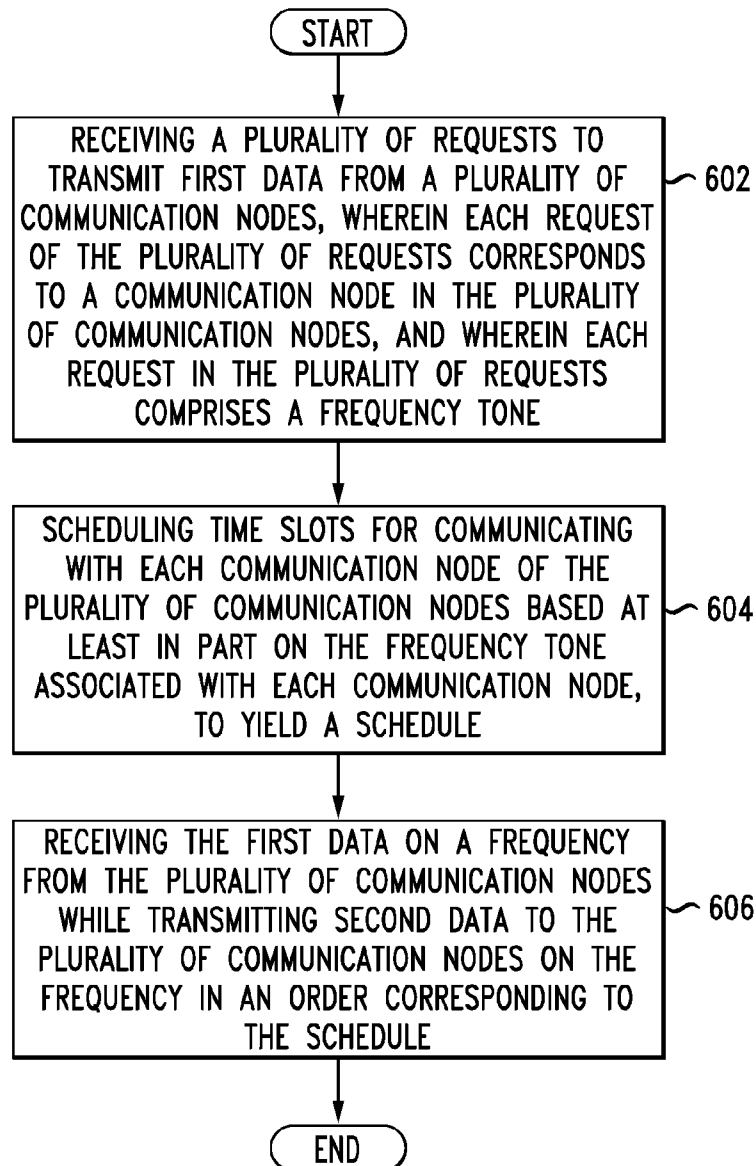 START
RECEIVING A PLURALITY OF REQUESTS TO
TRANSMIT FIRST DATA FROM A PLURALITY OF
COMMUNICATION NODES, WHEREIN EACH REQUEST
OF THE PLURALITY OF REQUESTS CORRESPONDS
TO A COMMUNICATION NODE IN THE PLURALITY
OF COMMUNICATION NODES, AND WHEREIN EACH
REQUEST IN THE PLURALITY OF REQUESTS
COMPRISES A FREQUENCY TONE
602
SCHEDULING TIME SLOTS FOR COMMUNICATING
WITH EACH COMMUNICATION NODE OF THE
PLURALITY OF COMMUNICATION NODES BASED AT
LEAST IN PART ON THE FREQUENCY TONE
ASSOCIATED WITH EACH COMMUNICATION NODE,
TO YIELD A SCHEDULE
604
RECEIVING THE FIRST DATA ON A FREQUENCY
FROM THE PLURALITY OF COMMUNICATION NODES
WHILE TRANSMITTING SECOND DATA TO THE
PLURALITY OF COMMUNICATION NODES ON THE
FREQUENCY IN AN ORDER CORRESPONDING TO
THE SCHEDULE
606
END